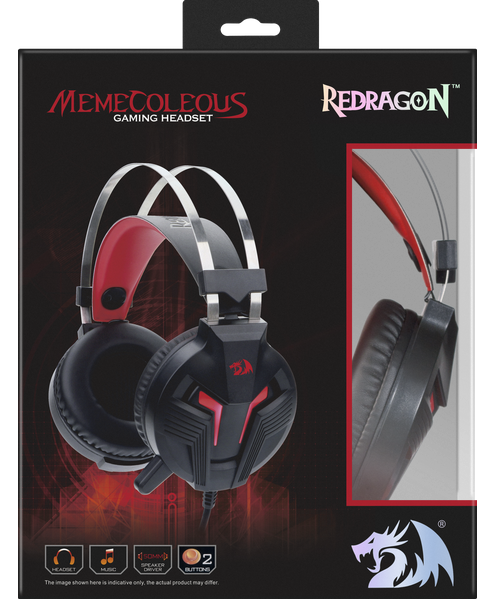 MEMECOLEOUS
GAMING HEADSET
REDRAGON™
HEADSET
MUSIC
50MM
SPEAKER
DRIVER
2
BUTTONS
The image shown here is indicative only, the actual product may differ.
®